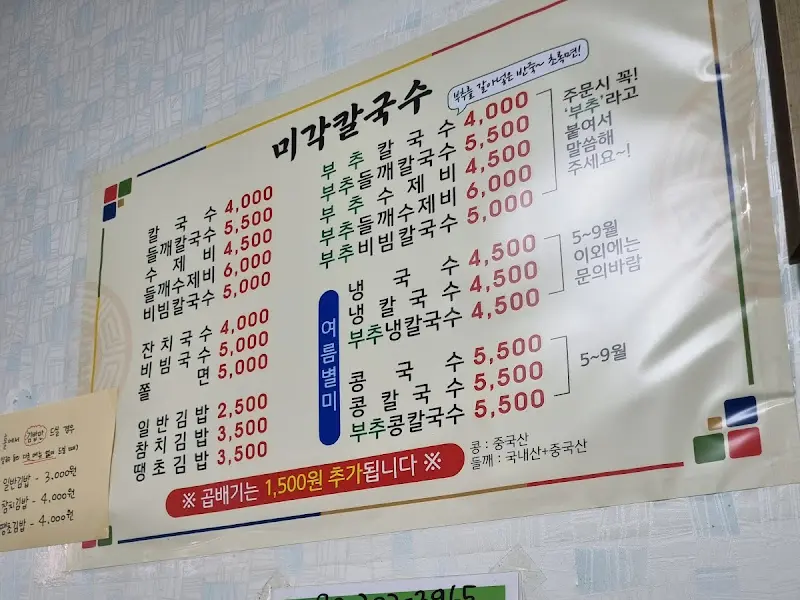 미각칼국수
부추를 갈아넣은 반죽~ 초록면!
칼국수 4,000
들깨칼국수 5,500
수제비 4,500
들깨수제비 6,000
비빔칼국수 5,000
잔치국수 4,000
비빔국수 5,000
쫄면 5,000
일반김밥 2,500
참치김밥 3,500
땡초김밥 3,500
부추칼국수 4,000
부추들깨칼국수 5,500
부추수제비 4,500
부추들깨수제비 6,000
부추비빔칼국수 5,000
주문시 꼭!
'부추'라고
붙여서
말씀해
주세요~!
여름별미
냉국수 4,500
냉칼국수 4,500
부추냉칼국수 4,500
5~9월
이외에는
문의바람
콩국수 5,500
콩칼국수 5,500
부추콩칼국수 5,500
5~9월
※ 곱배기는 1,500원 추가됩니다 ※
콩 : 중국산
들깨 : 국내산+중국산
김밥만 드실 경우
일반김밥 - 3,000원
참치김밥 - 4,000원
땡초김밥 - 4,000원